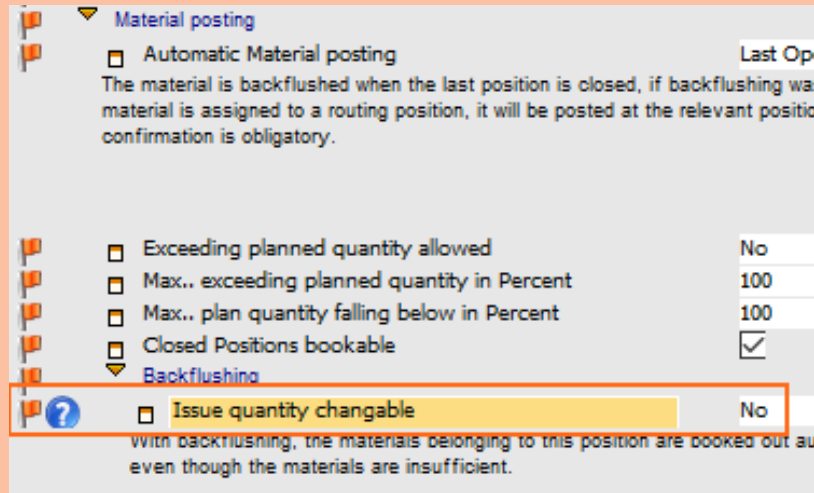 Material posting
Automatic Material posting Last Op
The material is backflushed when the last position is closed, if backflushing wa
material is assigned to a routing position, it will be posted at the relevant positio
confirmation is obligatory.
Exceeding planned quantity allowed No
Max.. exceeding planned quantity in Percent 100
Max.. plan quantity falling below in Percent 100
Closed Positions bookable
Backflushing
Issue quantity changable No
With backflushing, the materials belonging to this position are booked out au
even though the materials are insufficient.